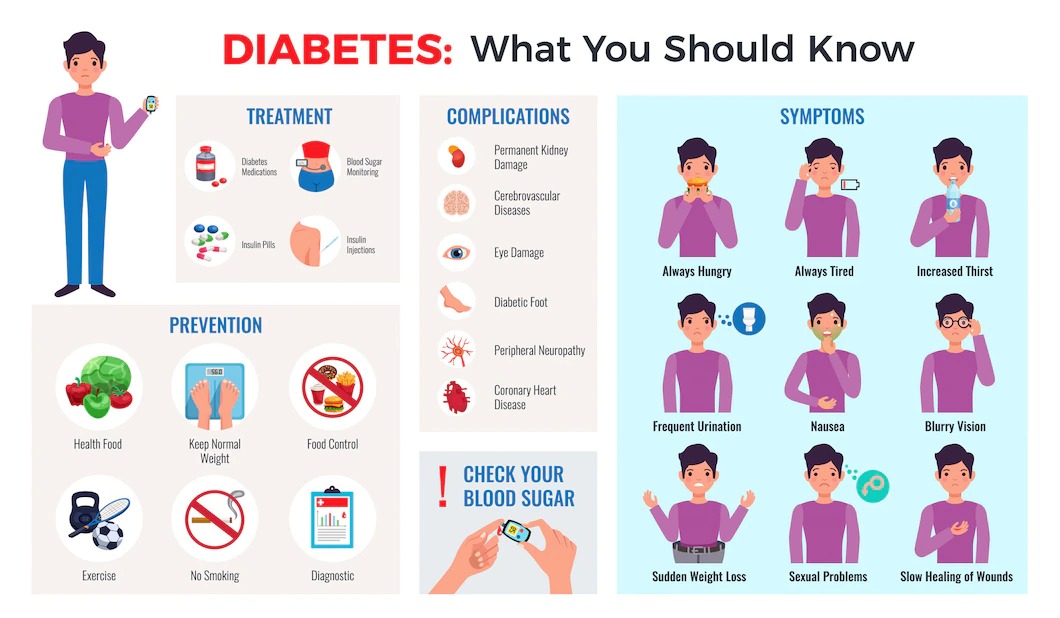 DIABETES: What You Should Know
TREATMENT
Diabetes
Medications
Blood Sugar
Monitoring
Insulin Pills
Insulin
Injections
PREVENTION
Health Food
56.0
Keep Normal
Weight
Food Control
Exercise
No Smoking
Diagnostic
COMPLICATIONS
Permanent Kidney
Damage
Cerebrovascular
Diseases
Eye Damage
Diabetic Foot
Peripheral Neuropathy
Coronary Heart
Disease
! CHECK YOUR
BLOOD SUGAR
SYMPTOMS
Always Hungry
Always Tired
Increased Thirst
Frequent Urination
Nausea
Blurry Vision
Sudden Weight Loss
Sexual Problems
Slow Healing of Wounds